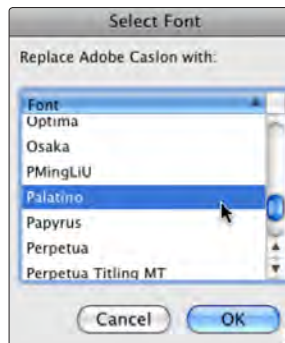 Select Font
Replace Adobe Caslon with:
Font
Optima
Osaka
PMingLiU
Palatino
Papyrus
Perpetua
Perpetua Titling MT
Cancel OK